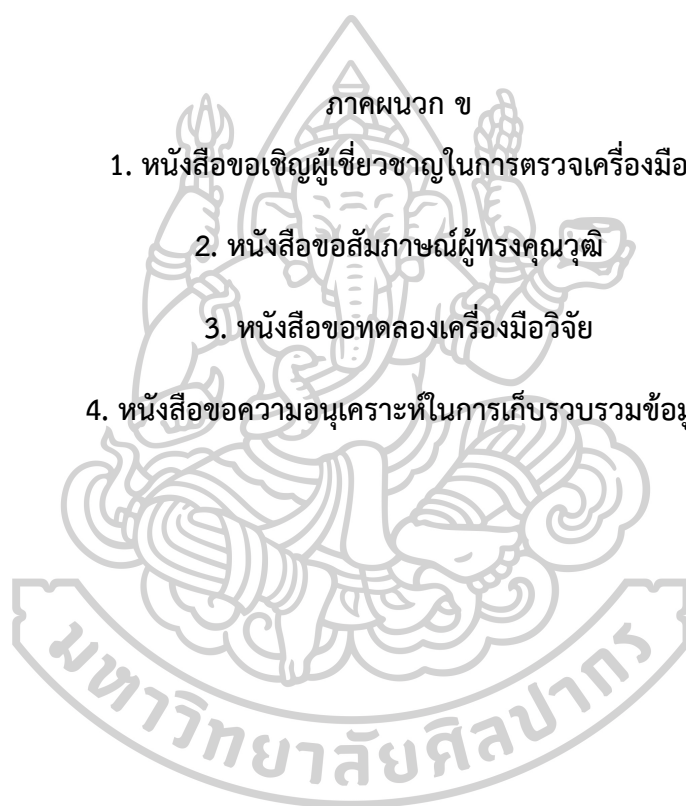 ภาคผนวก ข
1. หนังสือขอเชิญผู้เชี่ยวชาญในการตรวจเครื่องมือ
2. หนังสือขอสัมภาษณ์ผู้ทรงคุณวุฒิ
3. หนังสือขอทดลองเครื่องมือวิจัย
4. หนังสือขอความอนุเคราะห์ในการเก็บรวบรวม
มหาวิทยาลัยศิลปากร